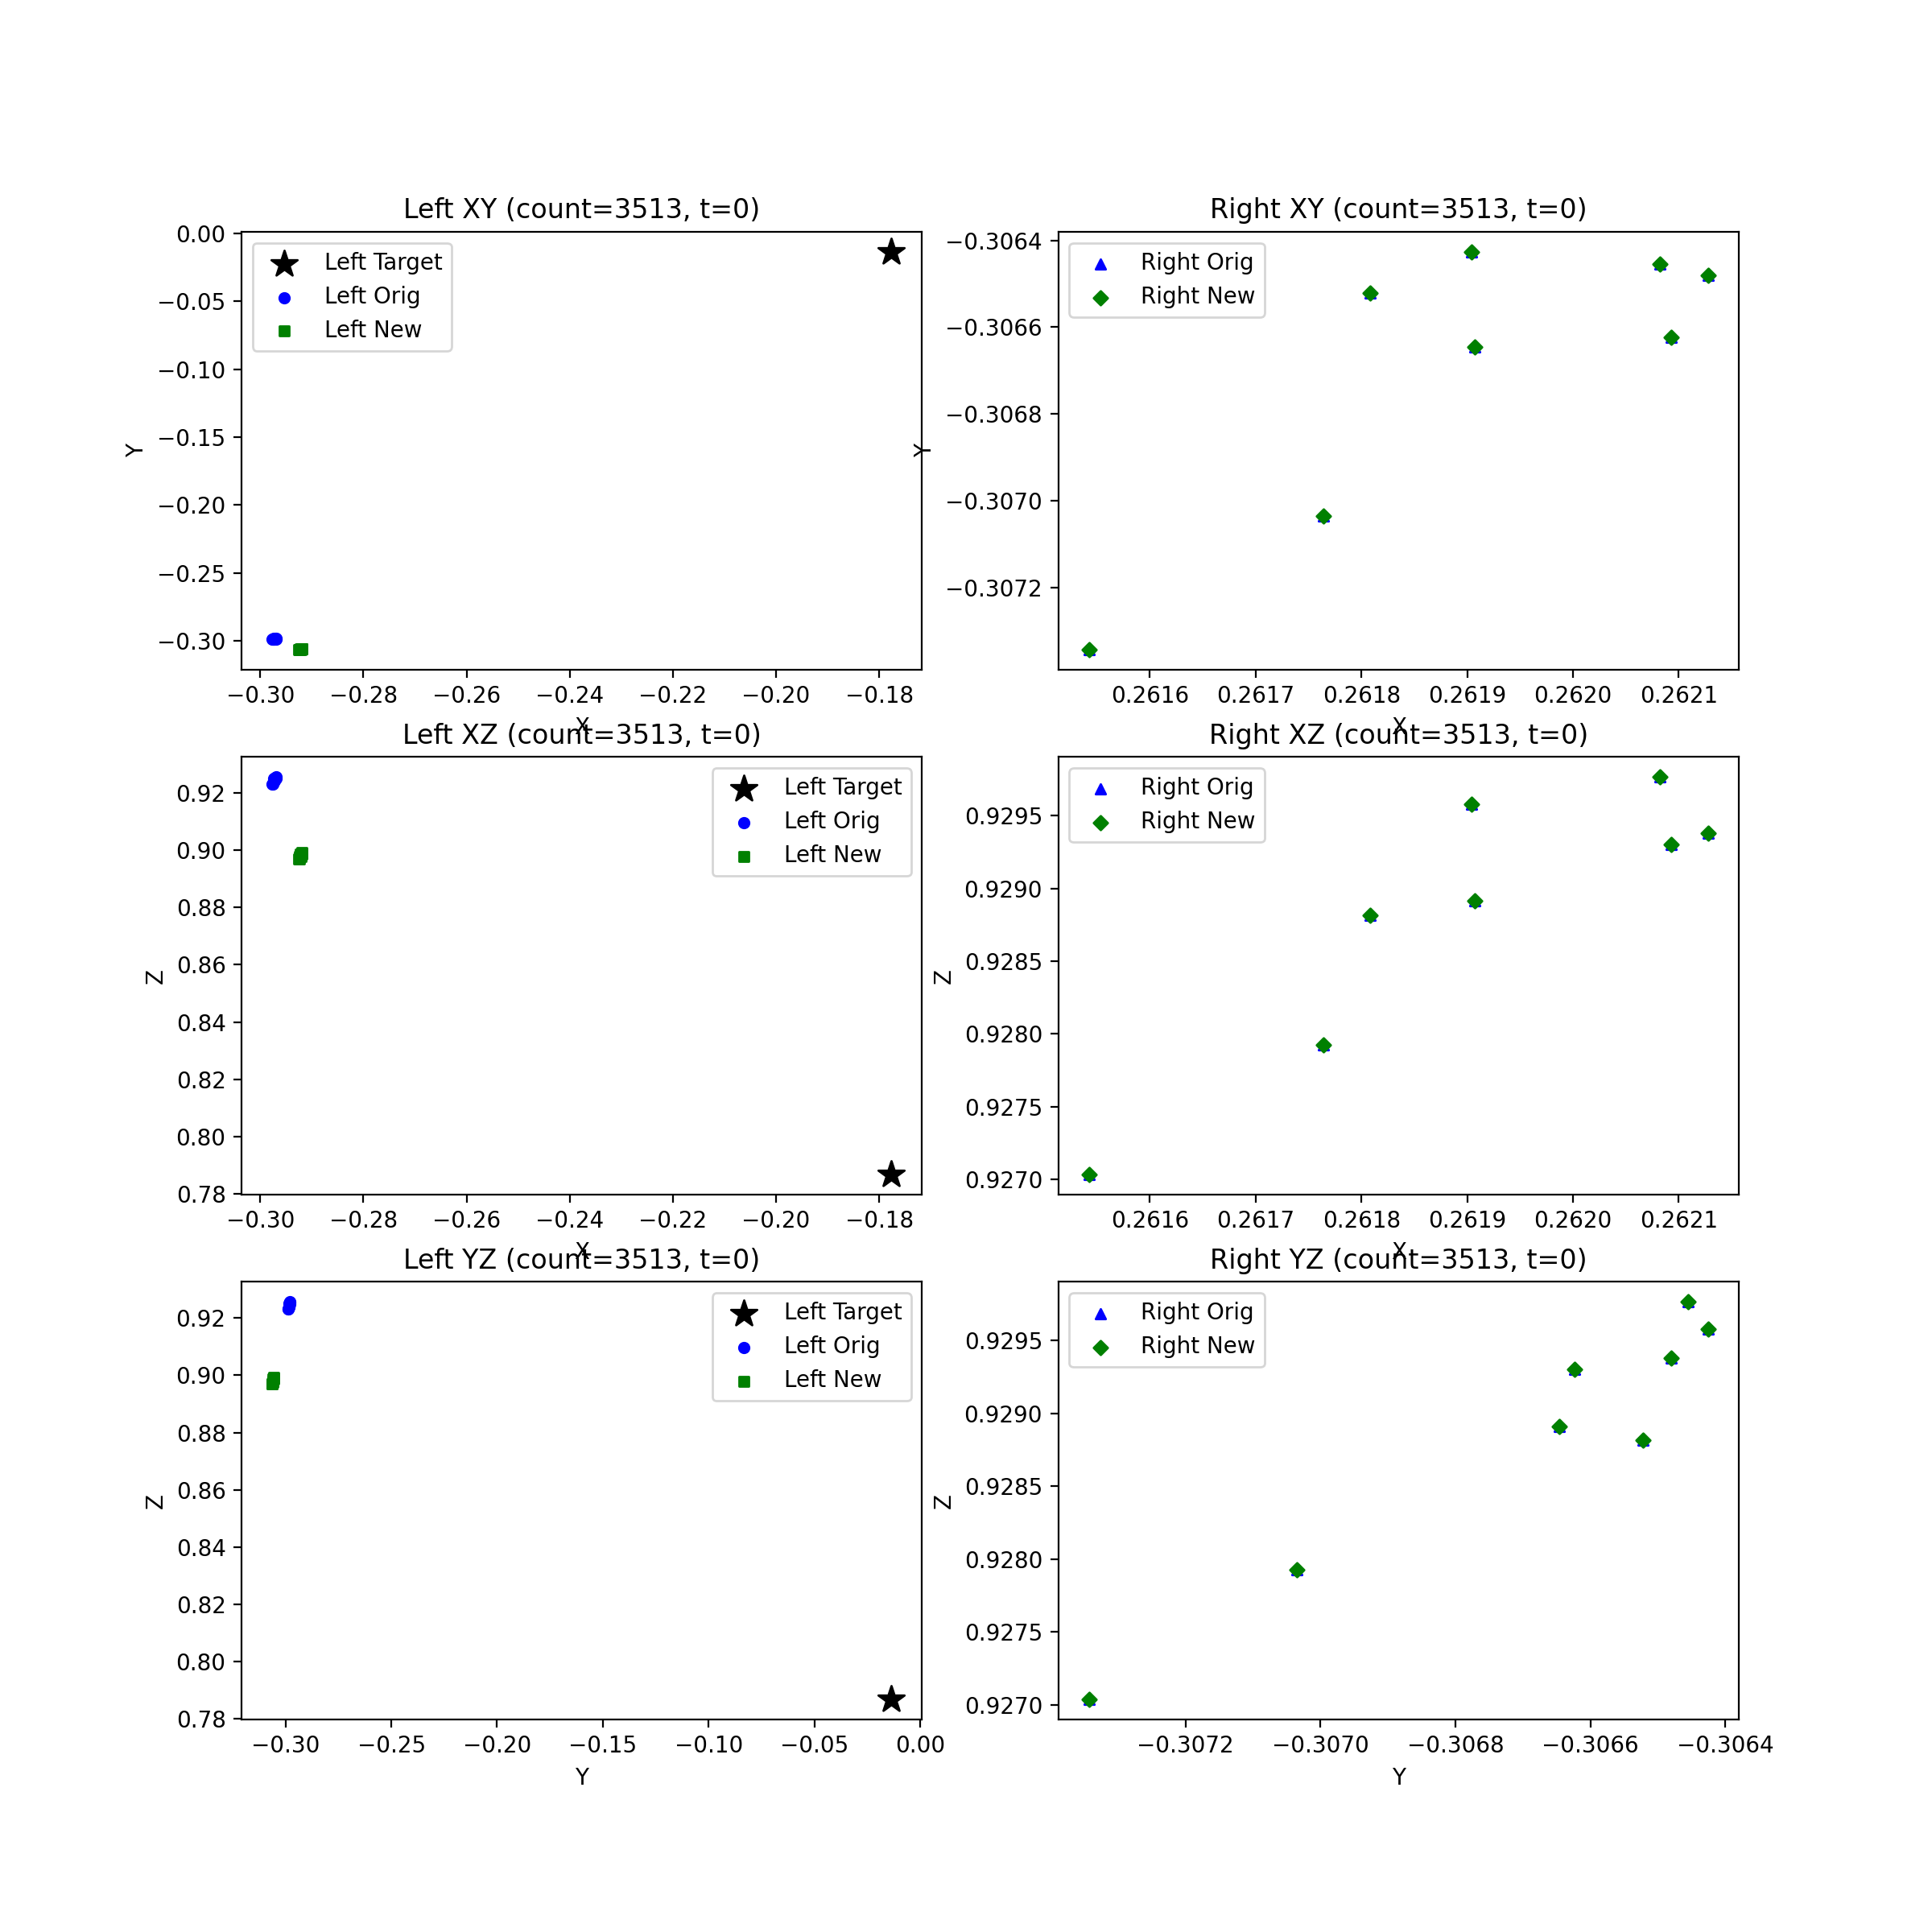 Left XY (count=3513, t=0)
Left Target
Left Orig
Left New
0.00
−0.05
−0.10
−0.15
−0.20
−0.25
−0.30
Y
−0.30
−0.28
−0.26
−0.24
−0.22
−0.20
−0.18
X
Right XY (count=3513, t=0)
Right Orig
Right New
−0.3064
−0.3066
−0.3068
−0.3070
−0.3072
Y
0.2616
0.2617
0.2618
0.2619
0.2620
0.2621
X
Left XZ (count=3513, t=0)
Left Target
Left Orig
Left New
0.92
0.90
0.88
0.86
0.84
0.82
0.80
0.78
Z
−0.30
−0.28
−0.26
−0.24
−0.22
−0.20
−0.18
X
Right XZ (count=3513, t=0)
Right Orig
Right New
0.9295
0.9290
0.9285
0.9280
0.9275
0.9270
Z
0.2616
0.2617
0.2618
0.2619
0.2620
0.2621
X
Left YZ (count=3513, t=0)
Left Target
Left Orig
Left New
0.92
0.90
0.88
0.86
0.84
0.82
0.80
0.78
Z
−0.30
−0.25
−0.20
−0.15
−0.10
−0.05
0.00
Y
Right YZ (count=3513, t=0)
Right Orig
Right New
0.9295
0.9290
0.9285
0.9280
0.9275
0.9270
Z
−0.3072
−0.3070
−0.3068
−0.3066
−0.3064
Y